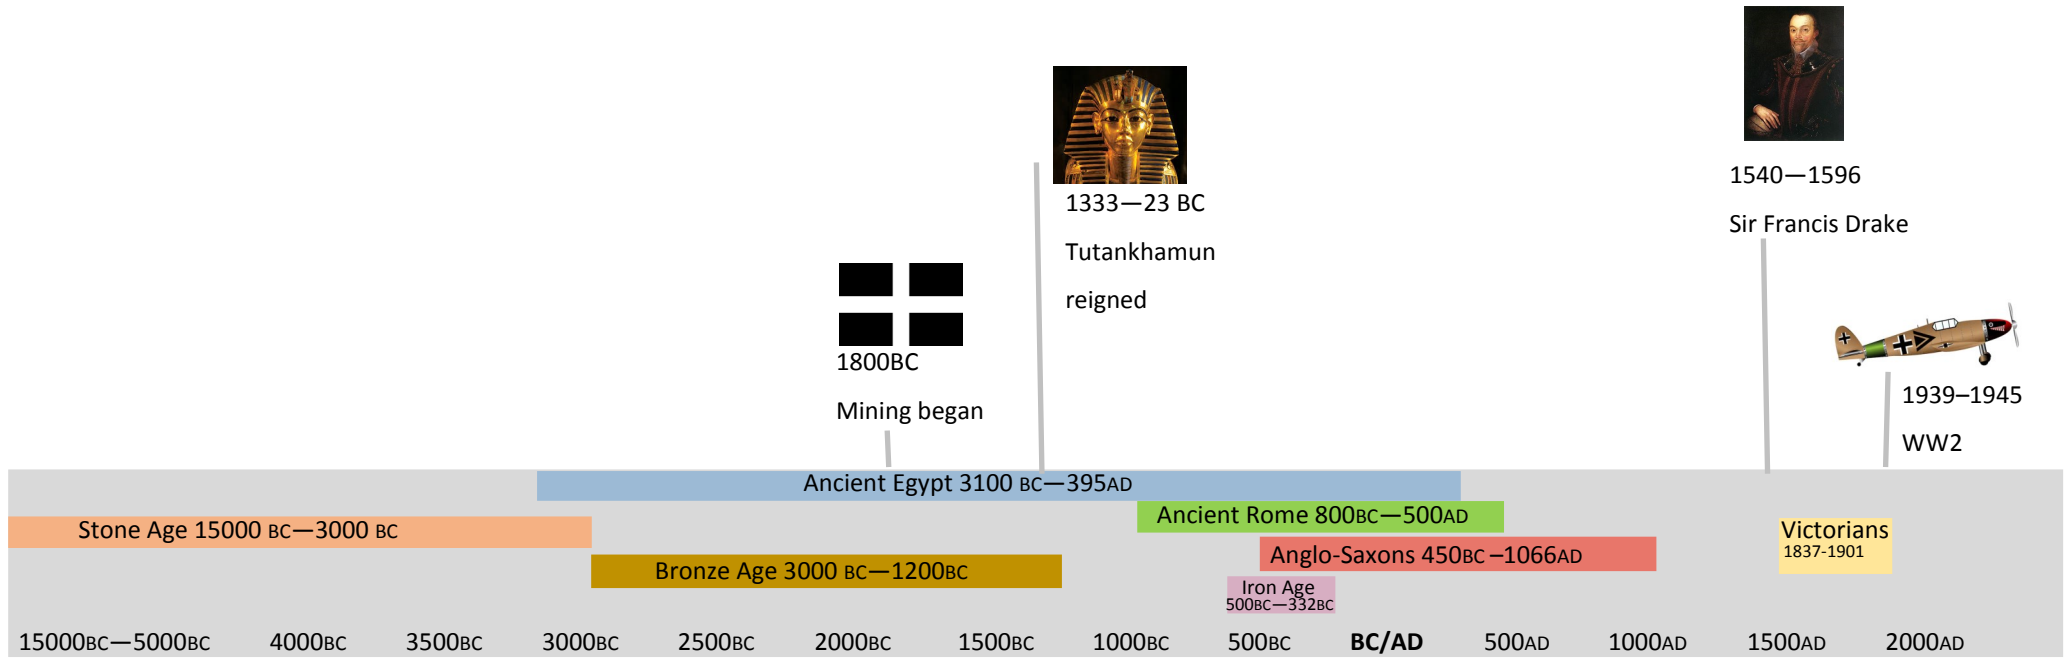 1540—1596
Sir Francis Drake
1333—23 BC
Tutankhamun
reigned
1800BC
Mining began
1939–1945
WW2
Ancient Egypt 3100 BC—395AD
Ancient Rome 800BC—500AD
Stone Age 15000 BC—3000 BC
Victorians
1837-1901
Anglo-Saxons 450BC –1066AD
Bronze Age 3000 BC—1200BC
Iron Age
500BC—332BC
15000BC—5000BC 4000BC 3500BC 3000BC 2500BC 2000BC 1500BC 1000BC 500BC BC/AD 500AD 1000AD 1500AD 2000AD